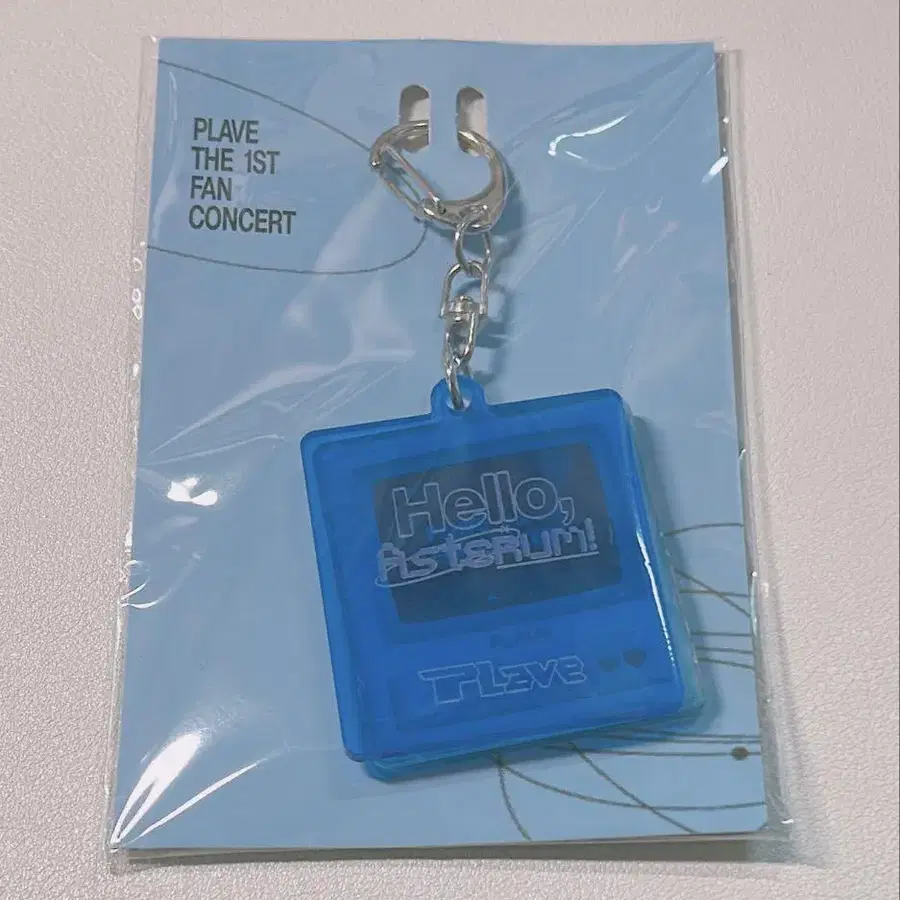 PLAVE
THE 1ST
FAN
CONCERT
Hello,
AsteRum!
PLAVE